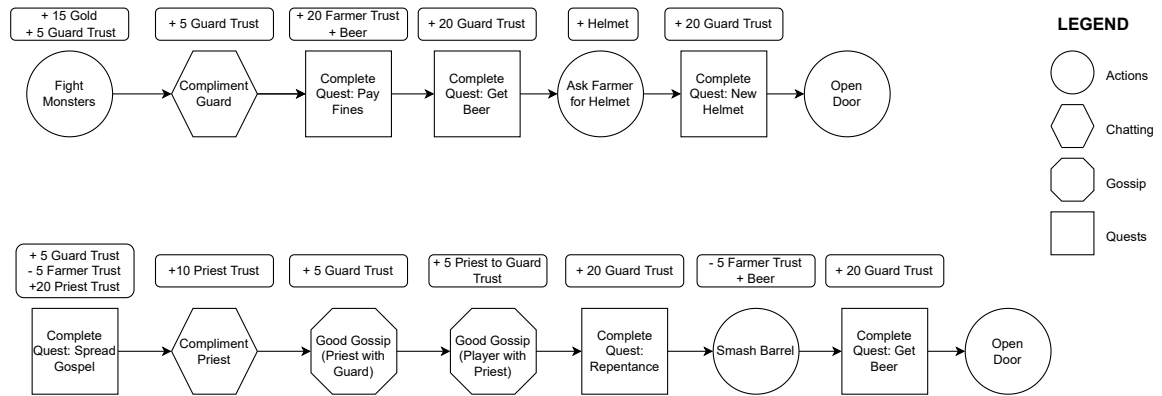 + 15 Gold
+ 5 Guard Trust
+ 5 Guard Trust
+ 20 Farmer Trust
+ Beer
+ 20 Guard Trust
+ Helmet
+ 20 Guard Trust
Fight
Monsters
Compliment
Guard
Complete
Quest: Pay
Fines
Complete
Quest: Get
Beer
Ask Farmer
for Helmet
Complete
Quest: New
Helmet
Open
Door
LEGEND
Actions
Chatting
Gossip
Quests
+ 5 Guard Trust
- 5 Farmer Trust
+20 Priest Trust
+10 Priest Trust
+ 5 Guard Trust
+ 5 Priest to Guard
Trust
+ 20 Guard Trust
- 5 Farmer Trust
+ Beer
+ 20 Guard Trust
Complete
Quest: Spread
Gospel
Compliment
Priest
Good Gossip
(Priest with
Guard)
Good Gossip
(Player with
Priest)
Complete
Quest:
Repentance
Smash Barrel
Complete
Quest: Get
Beer
Open
Door